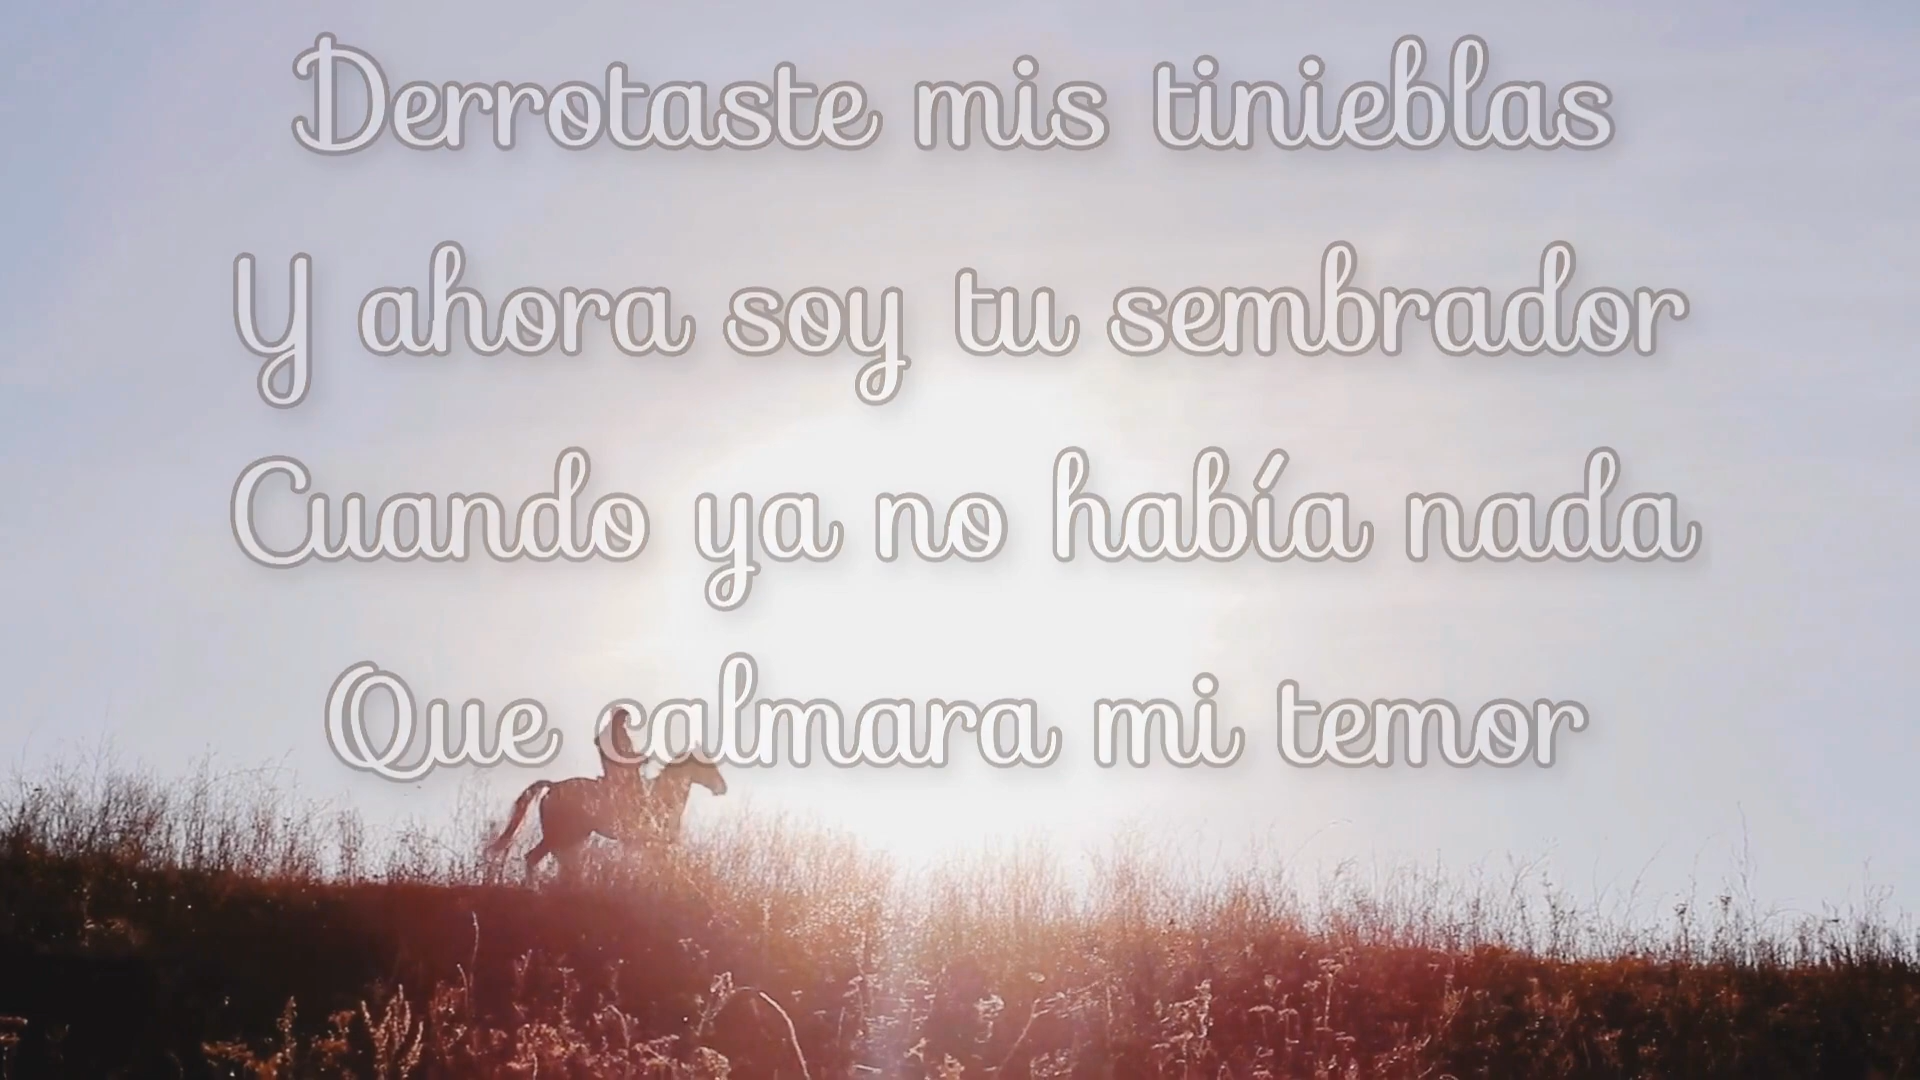 Derrotaste mis tinieblas
Y ahora soy tu sembrador
Cuando ya no había nada
Que calmara mi temor